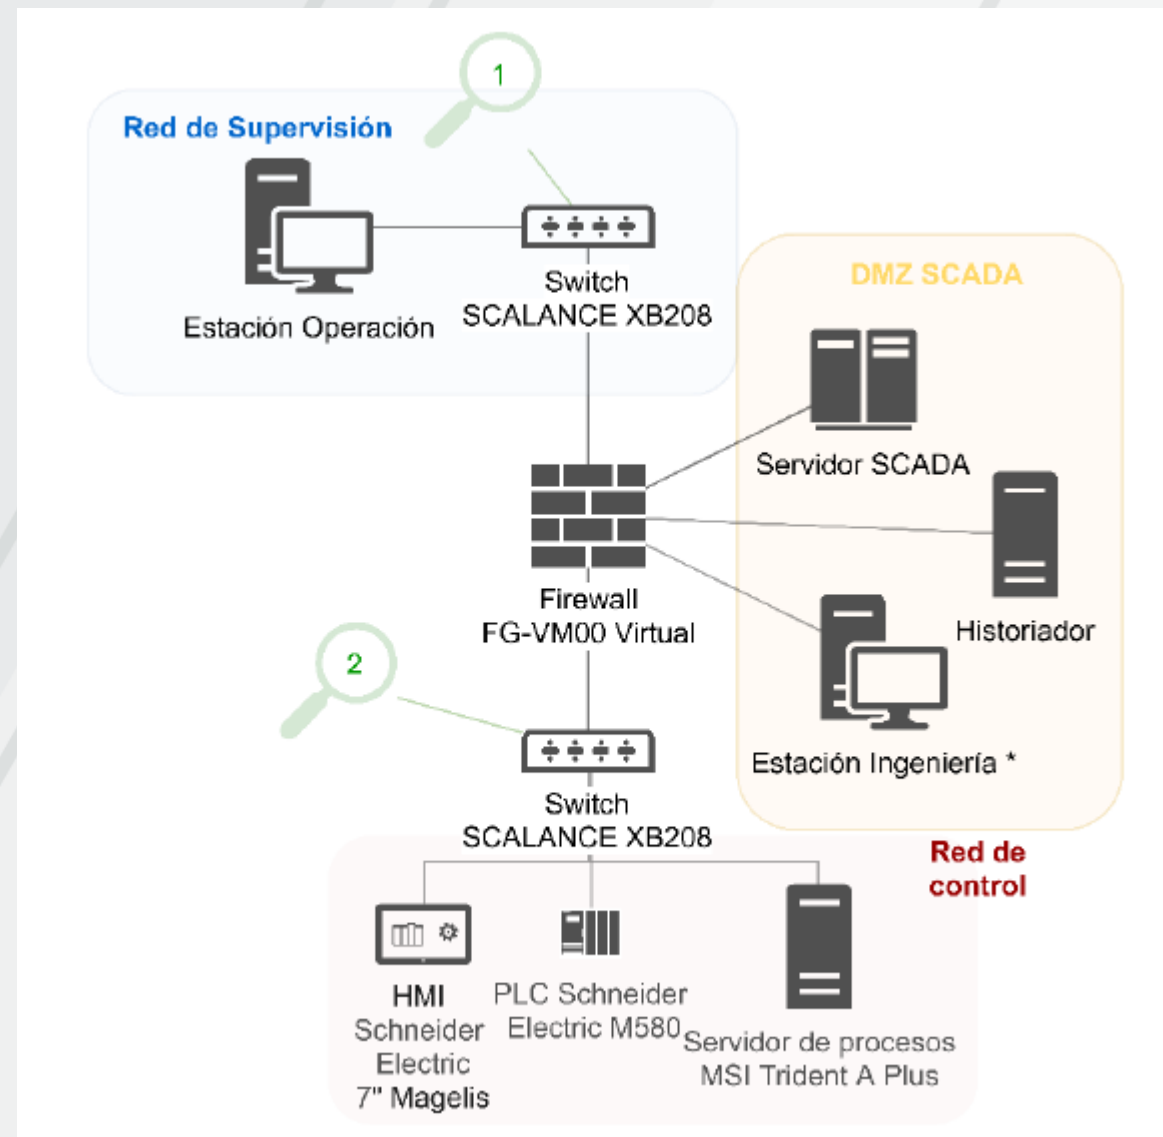 1
Red de Supervisión
Estación Operación
Switch
SCALANCE XB208
DMZ SCADA
Servidor SCADA
Historiador
Estación Ingeniería *
Firewall
FG-VM00 Virtual
2
Switch
SCALANCE XB208
Red de
control
HMI
Schneider
Electric
7" Magelis
PLC Schneider
Electric M580
Servidor de procesos
MSI Trident A Plus